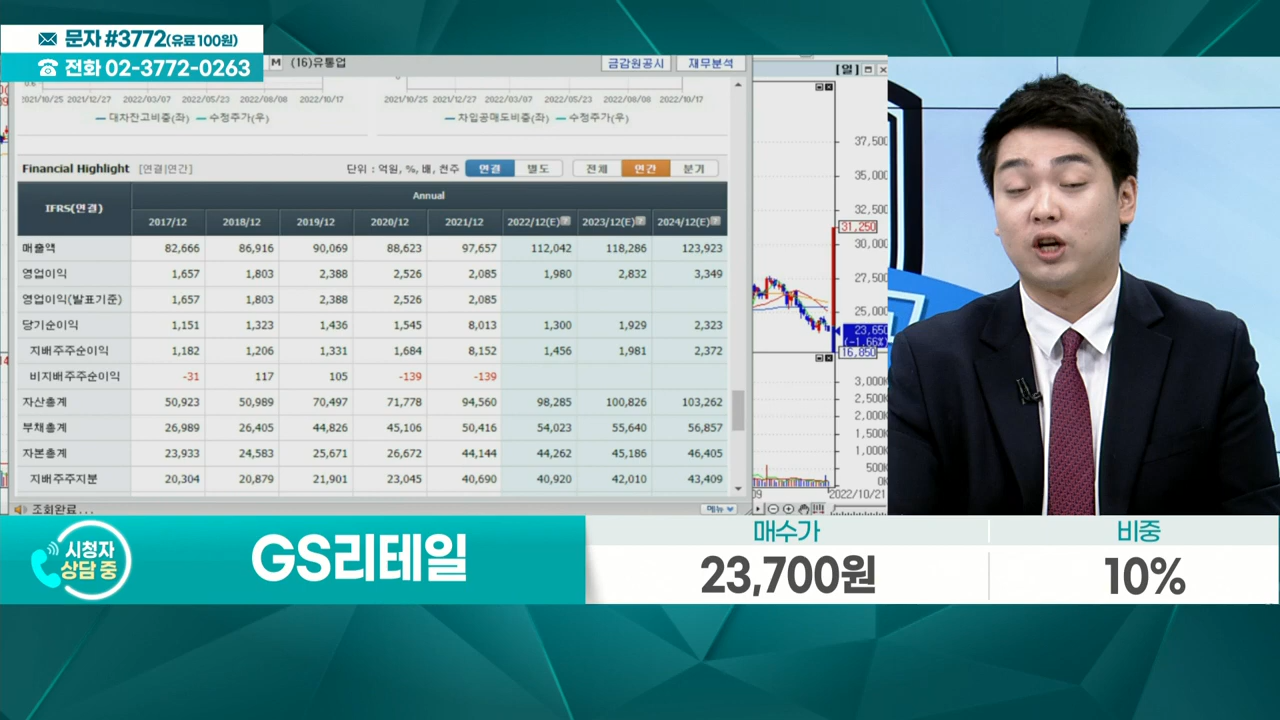 문자 #3772(유료 100원)
전화 02-3772-0263
M (16)유통업 금감원공시 재무분석
2021/10/25 2021/12/27 2022/03/07 2022/05/23 2022/08/08 2022/10/17
2021/10/25 2021/12/27 2022/03/07 2022/05/23 2022/08/08 2022/10/17
대차잔고비중(좌) 수정주가(우)
차입공매도비중(좌) 수정주가(우)
Financial Highlight [연결|연간] 단위 : 억원, %, 배, 천주 연결 별도 전체 연간 분기
IFRS(연결) Annual
2017/12 2018/12 2019/12 2020/12 2021/12 2022/12(E) 2023/12(E) 2024/12(E)
매출액 82,666 86,916 90,069 88,623 97,657 112,042 118,286 123,923
영업이익 1,657 1,803 2,388 2,526 2,085 1,980 2,832 3,349
영업이익(발표기준) 1,657 1,803 2,388 2,526 2,085
당기순이익 1,151 1,323 1,436 1,545 8,013 1,300 1,929 2,323
지배주주순이익 1,182 1,206 1,331 1,684 8,152 1,456 1,981 2,372
비지배주주순이익 -31 117 105 -139 -139
자산총계 50,923 50,989 70,497 71,778 94,560 98,285 100,826 103,262
부채총계 26,989 26,405 44,826 45,106 50,416 54,023 55,640 56,857
자본총계 23,933 24,583 25,671 26,672 44,144 44,262 45,186 46,405
지배주주지분 20,304 20,879 21,901 23,045 40,690 40,920 42,010 43,409
조회완료... 메뉴
[일]
37,500
35,000
32,500
31,250
30,000
27,500
25,000
23,650
(-1.66%)
16,850
3,000K
2,500K
2,000K
1,500K
1,000K
500K
0K
09 2022/10/21
시청자
상담 중
GS리테일
매수가 비중
23,700원 10%